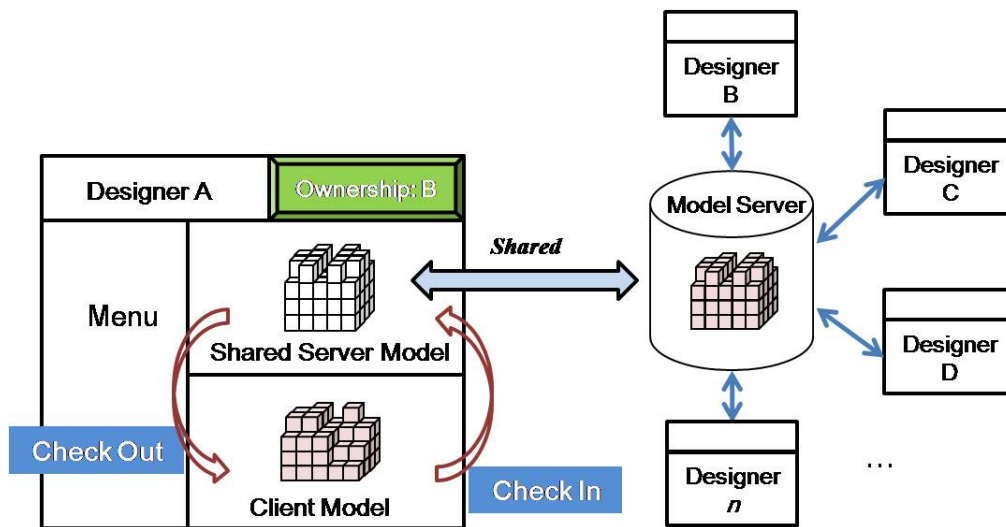 Designer A
Ownership: B
Menu
Shared Server Model
Check Out
Client Model
Check In
Shared
Model Server
Designer
B
Designer
C
Designer
D
Designer
n
...